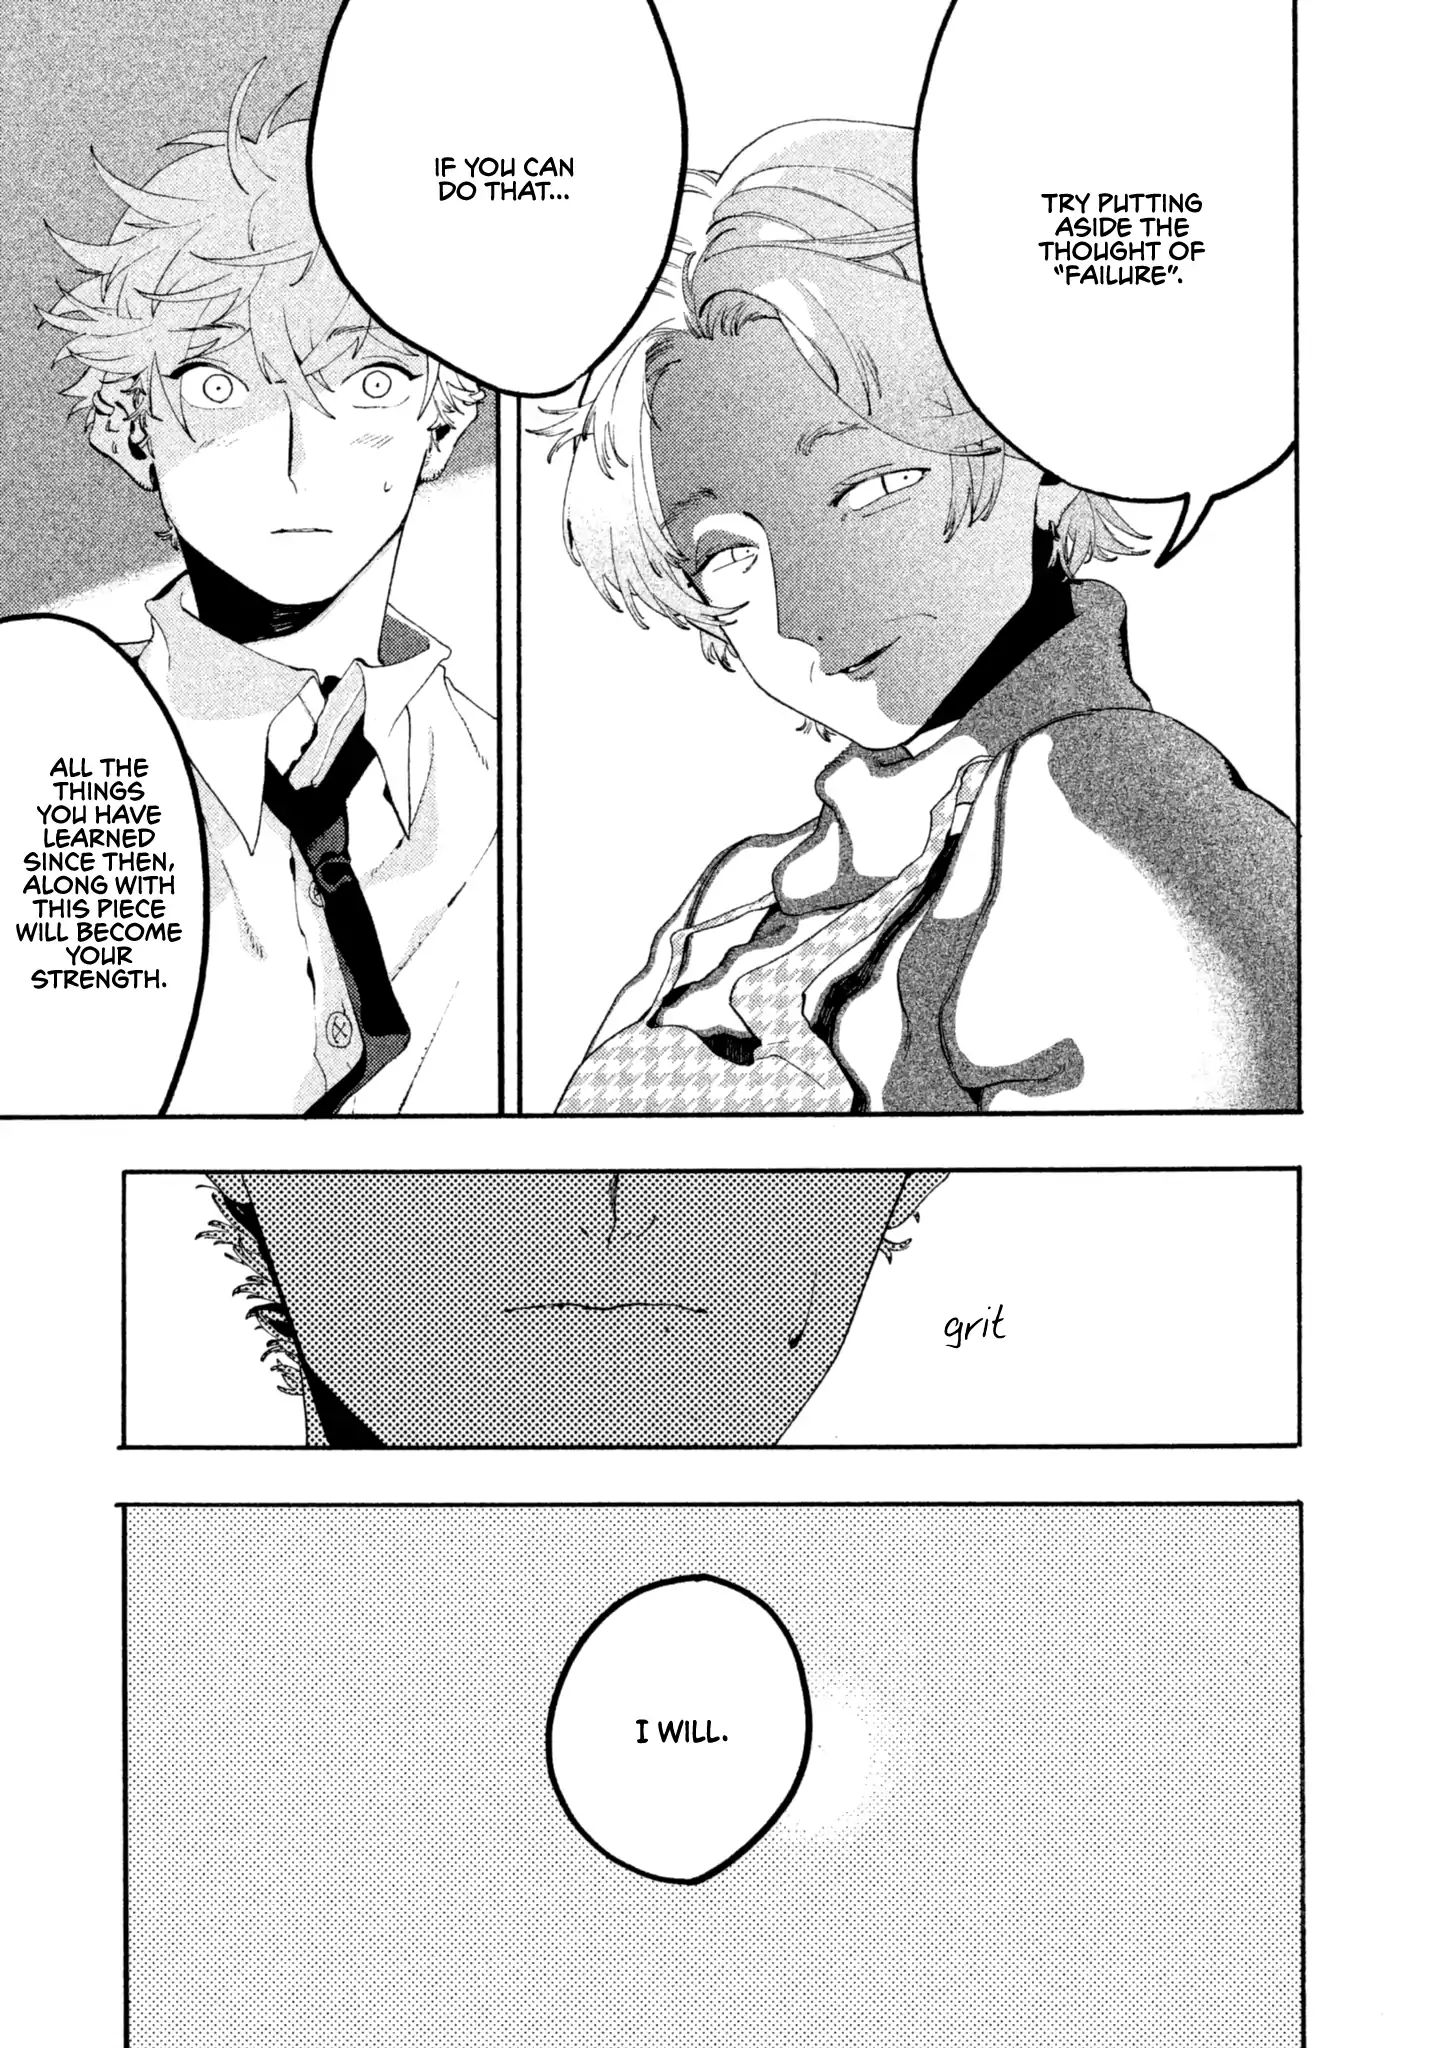 TRY PUTTING
ASIDE THE
THOUGHT OF
"FAILURE".
IF YOU CAN
DO THAT...
ALL THE
THINGS
YOU HAVE
LEARNED
SINCE THEN,
ALONG WITH
THIS PIECE
WILL BECOME
YOUR
STRENGTH.
grit
I WILL.